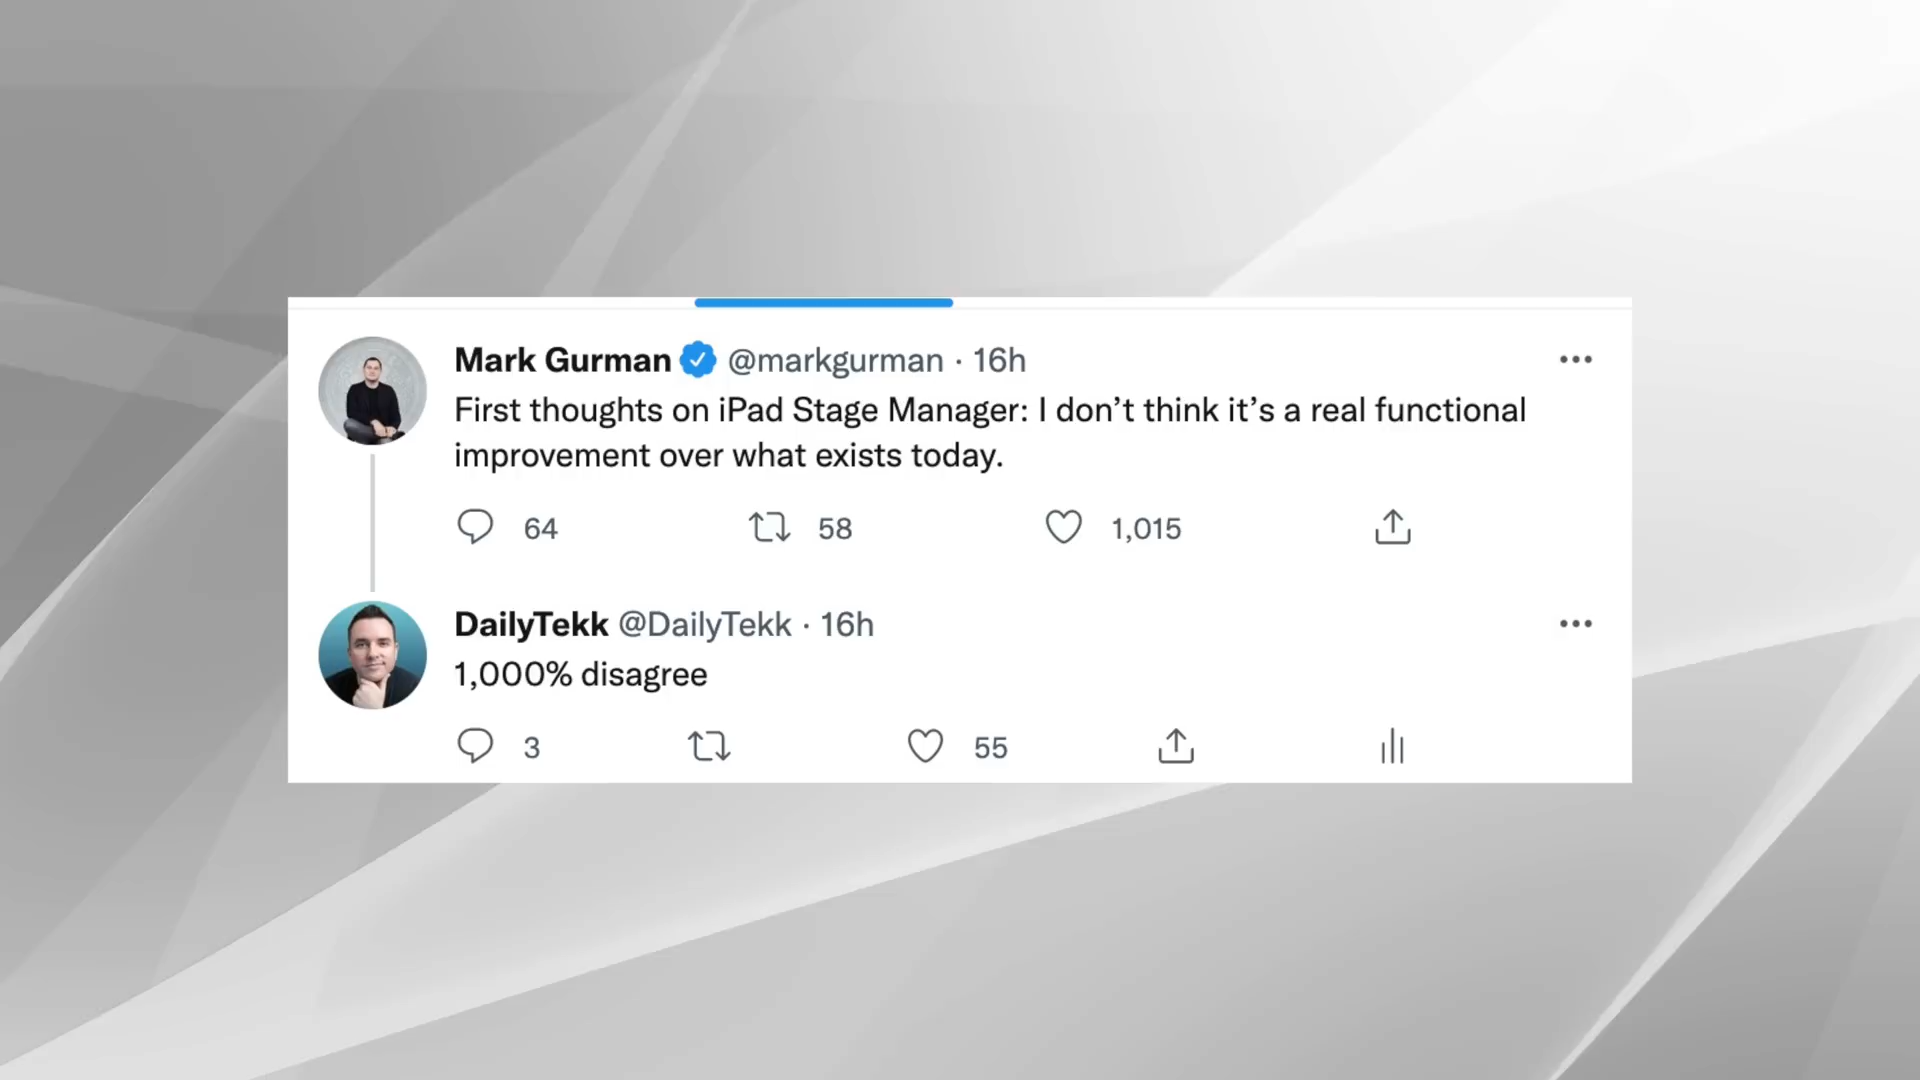 Mark Gurman @markgurman · 16h
First thoughts on iPad Stage Manager: I don’t think it’s a real functional
improvement over what exists today.
64 58 1,015
DailyTekk @DailyTekk · 16h
1,000% disagree
3 55